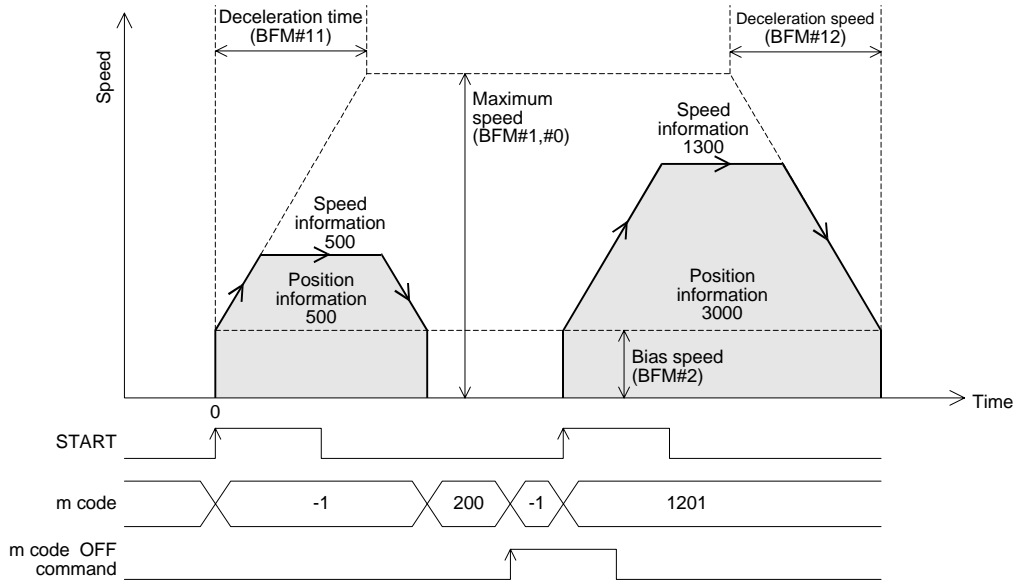 Deceleration time
(BFM#11)
Deceleration speed
(BFM#12)
Speed
Maximum
speed
(BFM#1,#0)
Speed
information
1300
Speed
information
500
Position
information
500
Position
information
3000
Bias speed
(BFM#2)
Time
0
START
m code
-1
200
-1
1201
m code OFF
command